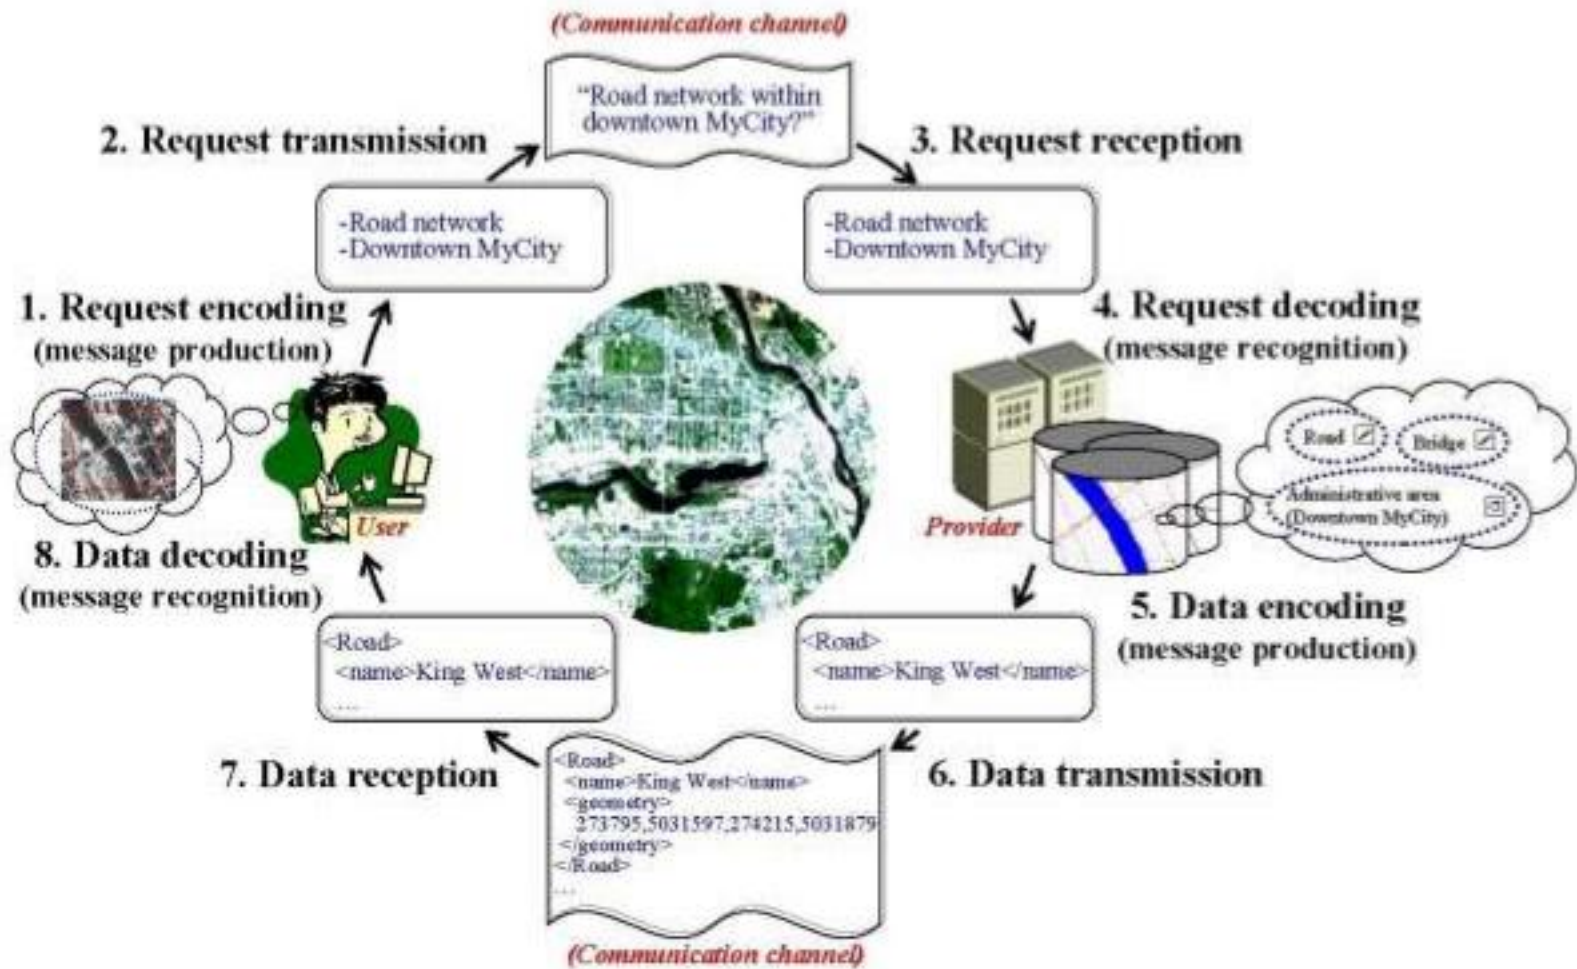 (Communication channel)
"Road network within
downtown MyCity?"
2. Request transmission
3. Request reception
-Road network
-Downtown MyCity
-Road network
-Downtown MyCity
1. Request encoding
(message production)
4. Request decoding
(message recognition)
Road
Bridge
Administrative area
(Downtown MyCity)
User
Provider
8. Data decoding
(message recognition)
5. Data encoding
(message production)
<Road>
<name>King West</name>
...
<Road>
<name>King West</name>
...
7. Data reception
6. Data transmission
<Road>
<name>King West</name>
<geometry>
273795,5031597,274215,5031879
</geometry>
</Road>
...
(Communication channel)